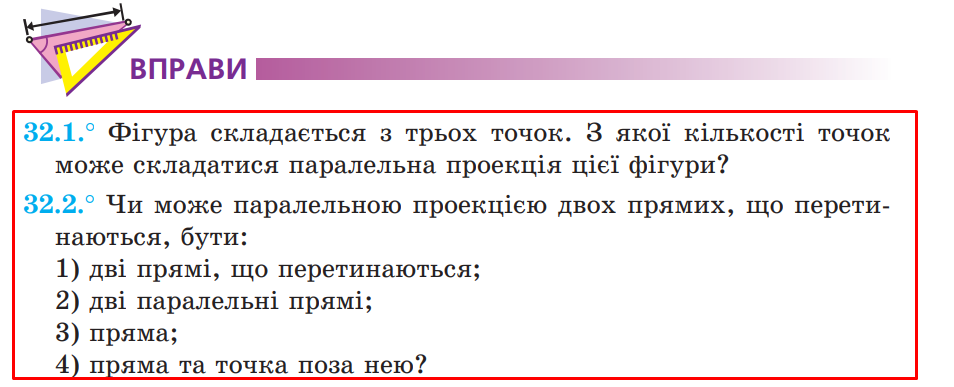 ВПРАВИ
32.1.° Фігура складається з трьох точок. З якої кількості точок
може складатися паралельна проекція цієї фігури?
32.2.° Чи може паралельною проекцією двох прямих, що перети-
наються, бути:
1) дві прямі, що перетинаються;
2) дві паралельні прямі;
3) пряма;
4) пряма та точка поза нею?